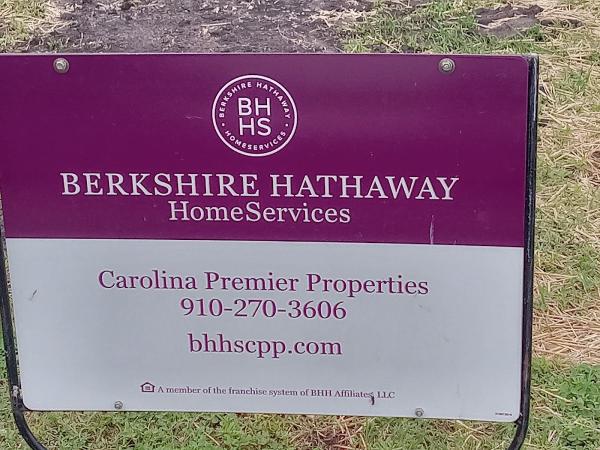 BERKSHIRE HATHAWAY
BH
HS
HOMESERVICES
BERKSHIRE HATHAWAY
HomeServices
Carolina Premier Properties
910-270-3606
bhhscpp.com
A member of the franchise system of BHH Affiliates, LLC